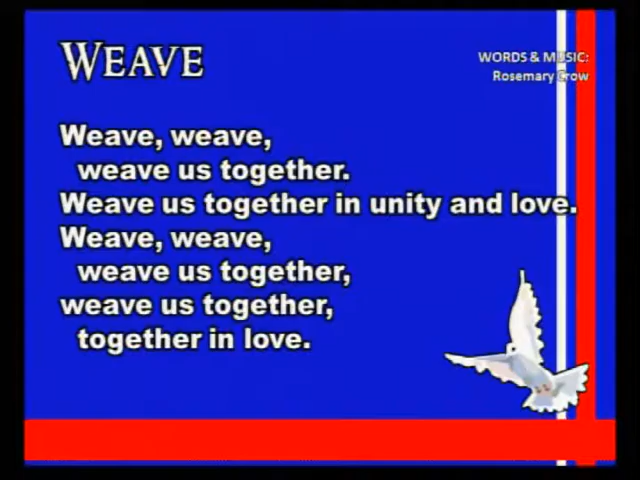 WEAVE
WORDS & MUSIC:
Rosemary Crow
Weave, weave,
weave us together.
Weave us together in unity and love.
Weave, weave,
weave us together,
weave us together,
together in love.